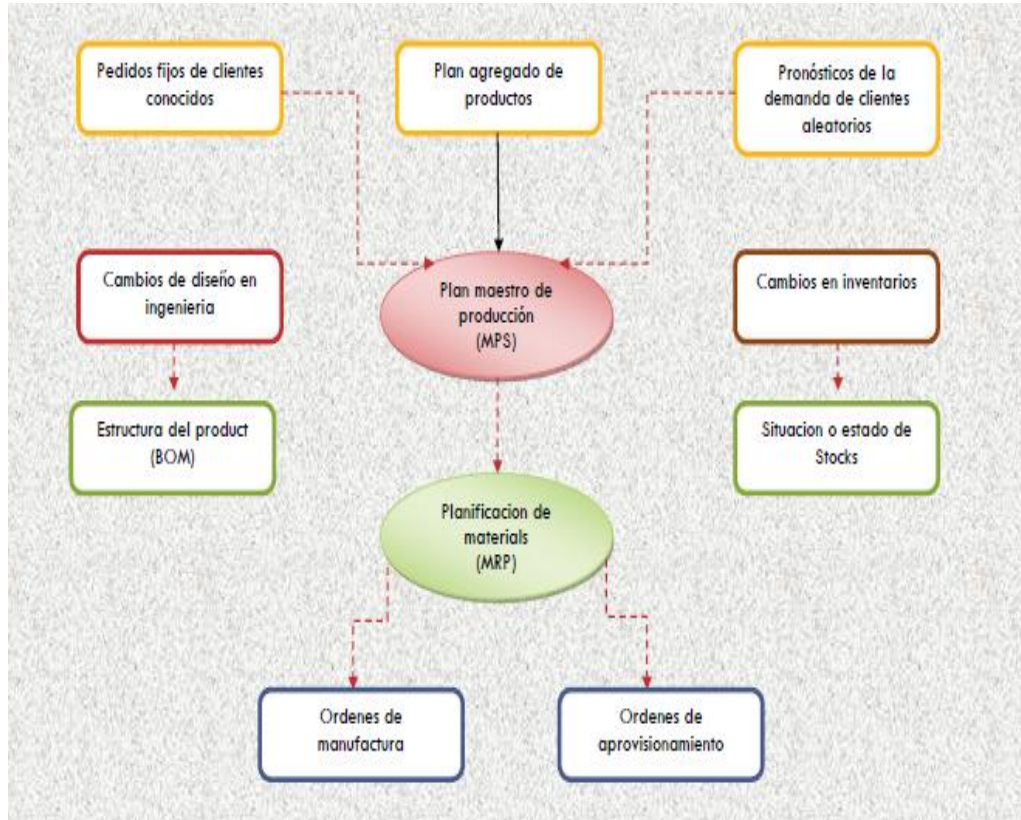 Pedidos fijos de clientes
conocidos
Plan agregado de
productos
Pronósticos de la
demanda de clientes
aleatorios
Cambios de diseño en
ingenieria
Plan maestro de
producción
(MPS)
Cambios en inventarios
Estructura del product
(BOM)
Situacion o estado de
Stocks
Planificacion de
materials
(MRP)
Ordenes de
manufactura
Ordenes de
aprovisionamiento